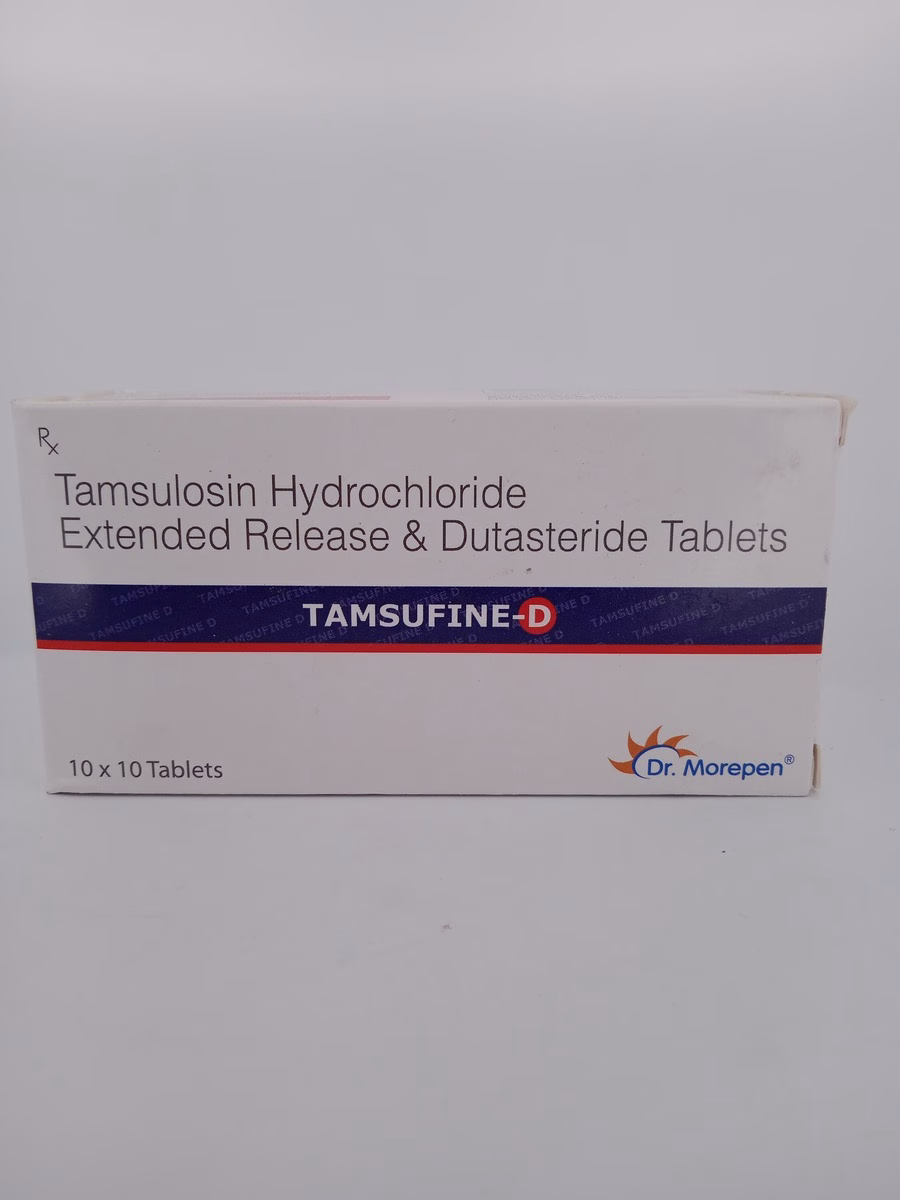 Rx
Tamsulosin Hydrochloride
Extended Release & Dutasteride Tablets
TAMSUFINE-D
10 x 10 Tablets
Dr. Morepen®